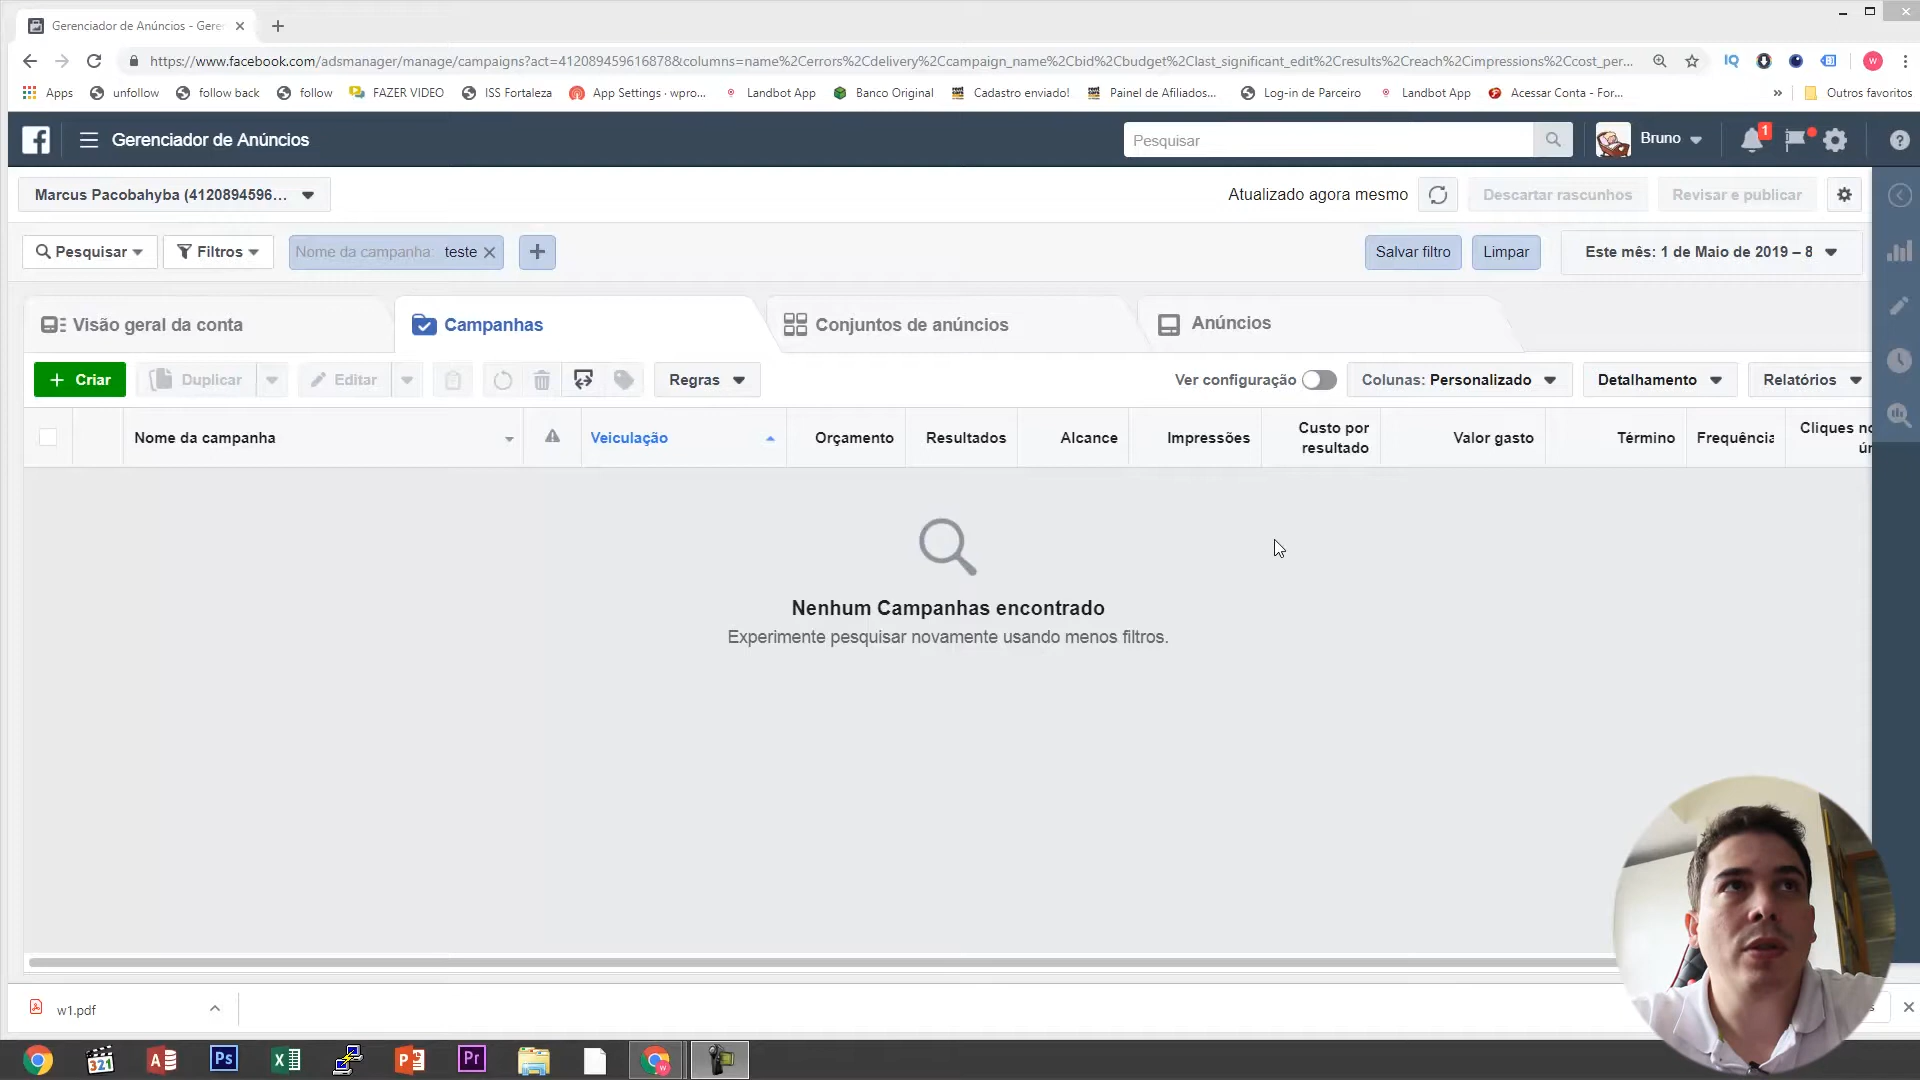 Gerenciador de Anúncios - Gere
https://www.facebook.com/adsmanager/manage/campaigns?act=412089459616878&columns=name%2Cerrors%2Cdelivery%2Ccampaign_name%2Cbid%2Cbudget%2Clast_significant_edit%2Cresults%2Creach%2Cimpressions%2Ccost_per...
Apps unfollow follow back follow FAZER VIDEO ISS Fortaleza App Settings · wpro... Landbot App Banco Original Cadastro enviado! Painel de Afiliados... Log-in de Parceiro Landbot App Acessar Conta - For... » Outros favoritos
Gerenciador de Anúncios
Pesquisar
Bruno
1
Marcus Pacobahyba (4120894596...
Atualizado agora mesmo
Descartar rascunhos
Revisar e publicar
Pesquisar
Filtros
Nome da campanha: teste
Salvar filtro
Limpar
Este mês: 1 de Maio de 2019 – 8
Visão geral da conta
Campanhas
Conjuntos de anúncios
Anúncios
+ Criar
Duplicar
Editar
Regras
Ver configuração
Colunas: Personalizado
Detalhamento
Relatórios
Nome da campanha
Veiculação
Orçamento
Resultados
Alcance
Impressões
Custo por
resultado
Valor gasto
Término
Frequência
Cliques no
ún
Nenhum Campanhas encontrado
Experimente pesquisar novamente usando menos filtros.
w1.pdf
321
Ps
Pr